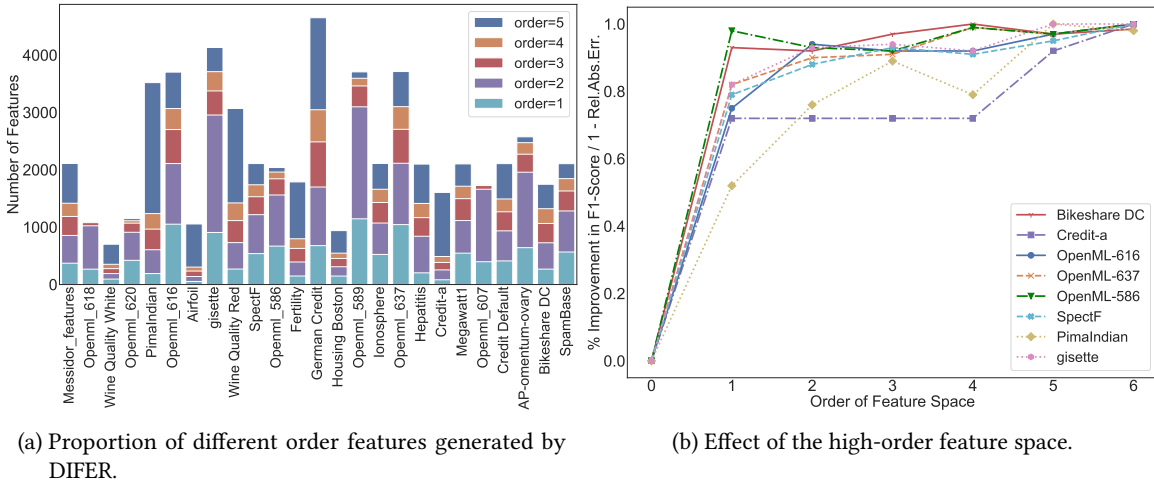 order=5
order=4
order=3
order=2
order=1
Number of Features
4000
3000
2000
1000
0
Messidor_features
Openml_618
Wine Quality White
Openml_620
PimaIndian
Openml_616
Airfoil
gisette
Wine Quality Red
SpectF
Openml_586
Fertility
German Credit
Housing Boston
Openml_589
Ionosphere
Openml_637
Hepatitis
Credit-a
Megawatt1
Openml_607
Credit Default
AP-omentum-ovary
Bikeshare DC
SpamBase
(a) Proportion of different order features generated by
DIFER.
% Improvement in F1-Score / 1 - Rel.Abs.Err.
1.0
0.8
0.6
0.4
0.2
0.0
Bikeshare DC
Credit-a
OpenML-616
OpenML-637
OpenML-586
SpectF
PimaIndian
gisette
0 1 2 3 4 5 6
Order of Feature Space
(b) Effect of the high-order feature space.